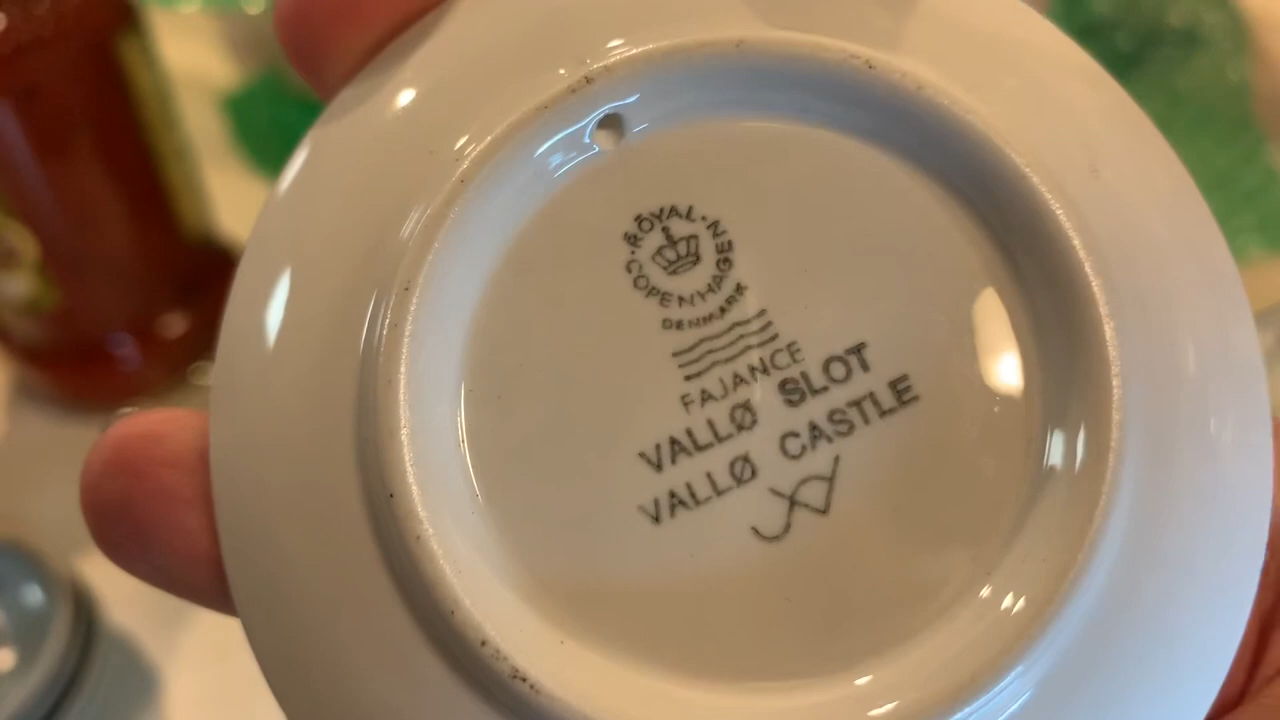 ROYAL
COPENHAGEN
DENMARK
FAJANCE
VALLØ SLOT
VALLØ CASTLE